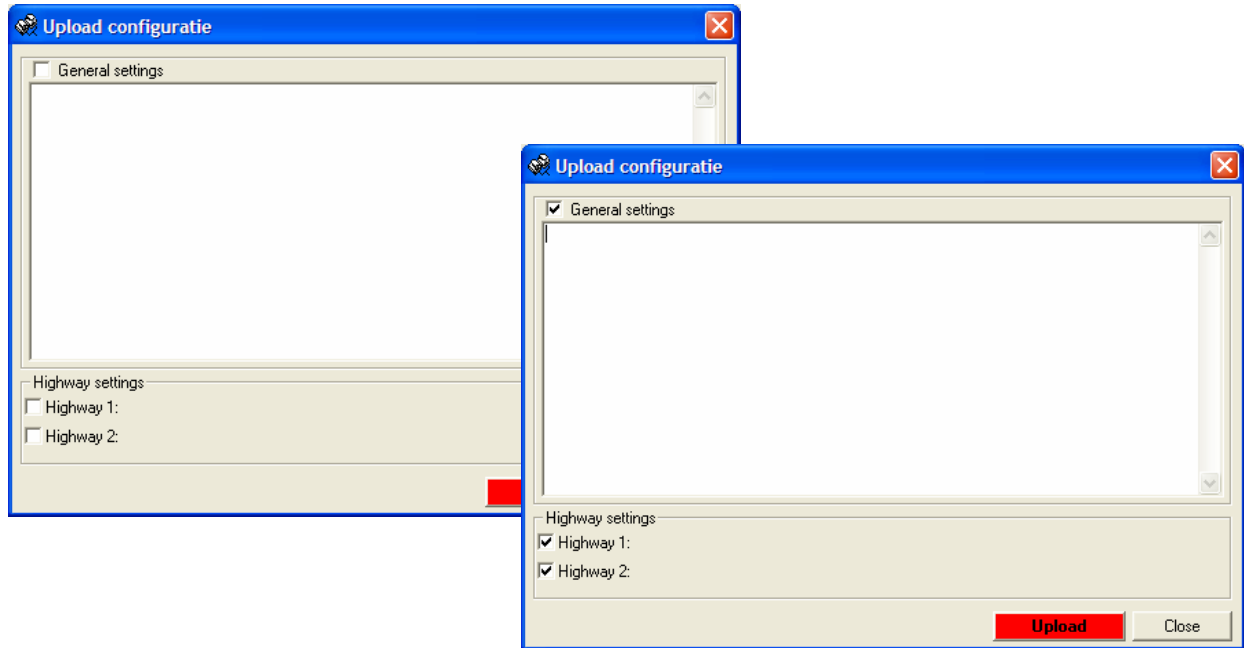 Upload configuratie
General settings
Highway settings
Highway 1:
Highway 2:
Upload configuratie
General settings
Highway settings
Highway 1:
Highway 2:
Upload Close